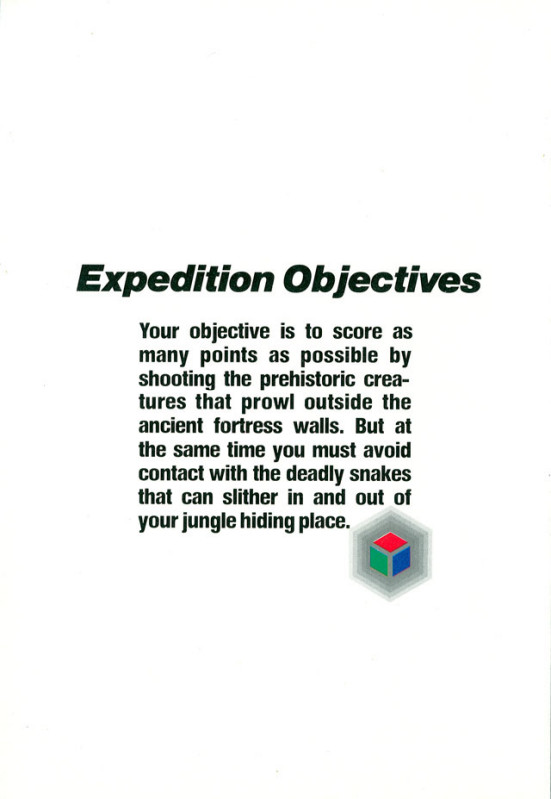 Expedition Objectives
Your objective is to score as
many points as possible by
shooting the prehistoric crea-
tures that prowl outside the
ancient fortress walls. But at
the same time you must avoid
contact with the deadly snakes
that can slither in and out of
your jungle hiding place.